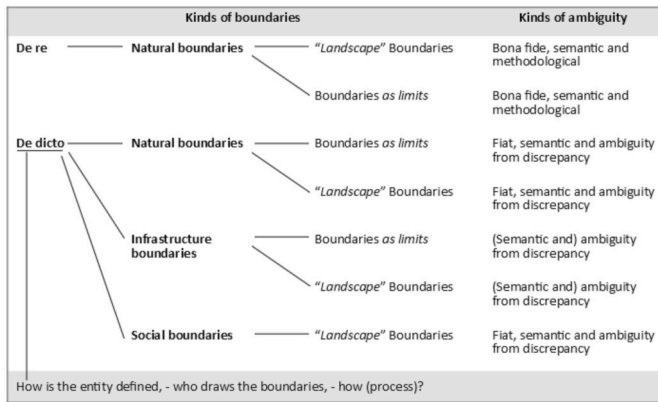 Kinds of boundaries Kinds of ambiguity
De re Natural boundaries “Landscape” Boundaries Bona fide, semantic and
methodological
Boundaries as limits Bona fide, semantic and
methodological
De dicto Natural boundaries Boundaries as limits Fiat, semantic and ambiguity
from discrepancy
“Landscape” Boundaries Fiat, semantic and ambiguity
from discrepancy
Infrastructure Boundaries as limits (Semantic and) ambiguity
boundaries from discrepancy
“Landscape” Boundaries (Semantic and) ambiguity
from discrepancy
Social boundaries “Landscape” Boundaries Fiat, semantic and ambiguity
from discrepancy
How is the entity defined, - who draws the boundaries, - how (process)?